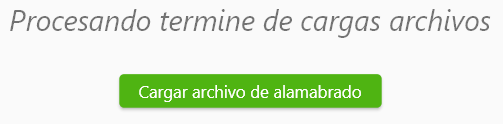 Procesando termine de cargas archivos
Cargar archivo de alamabrado